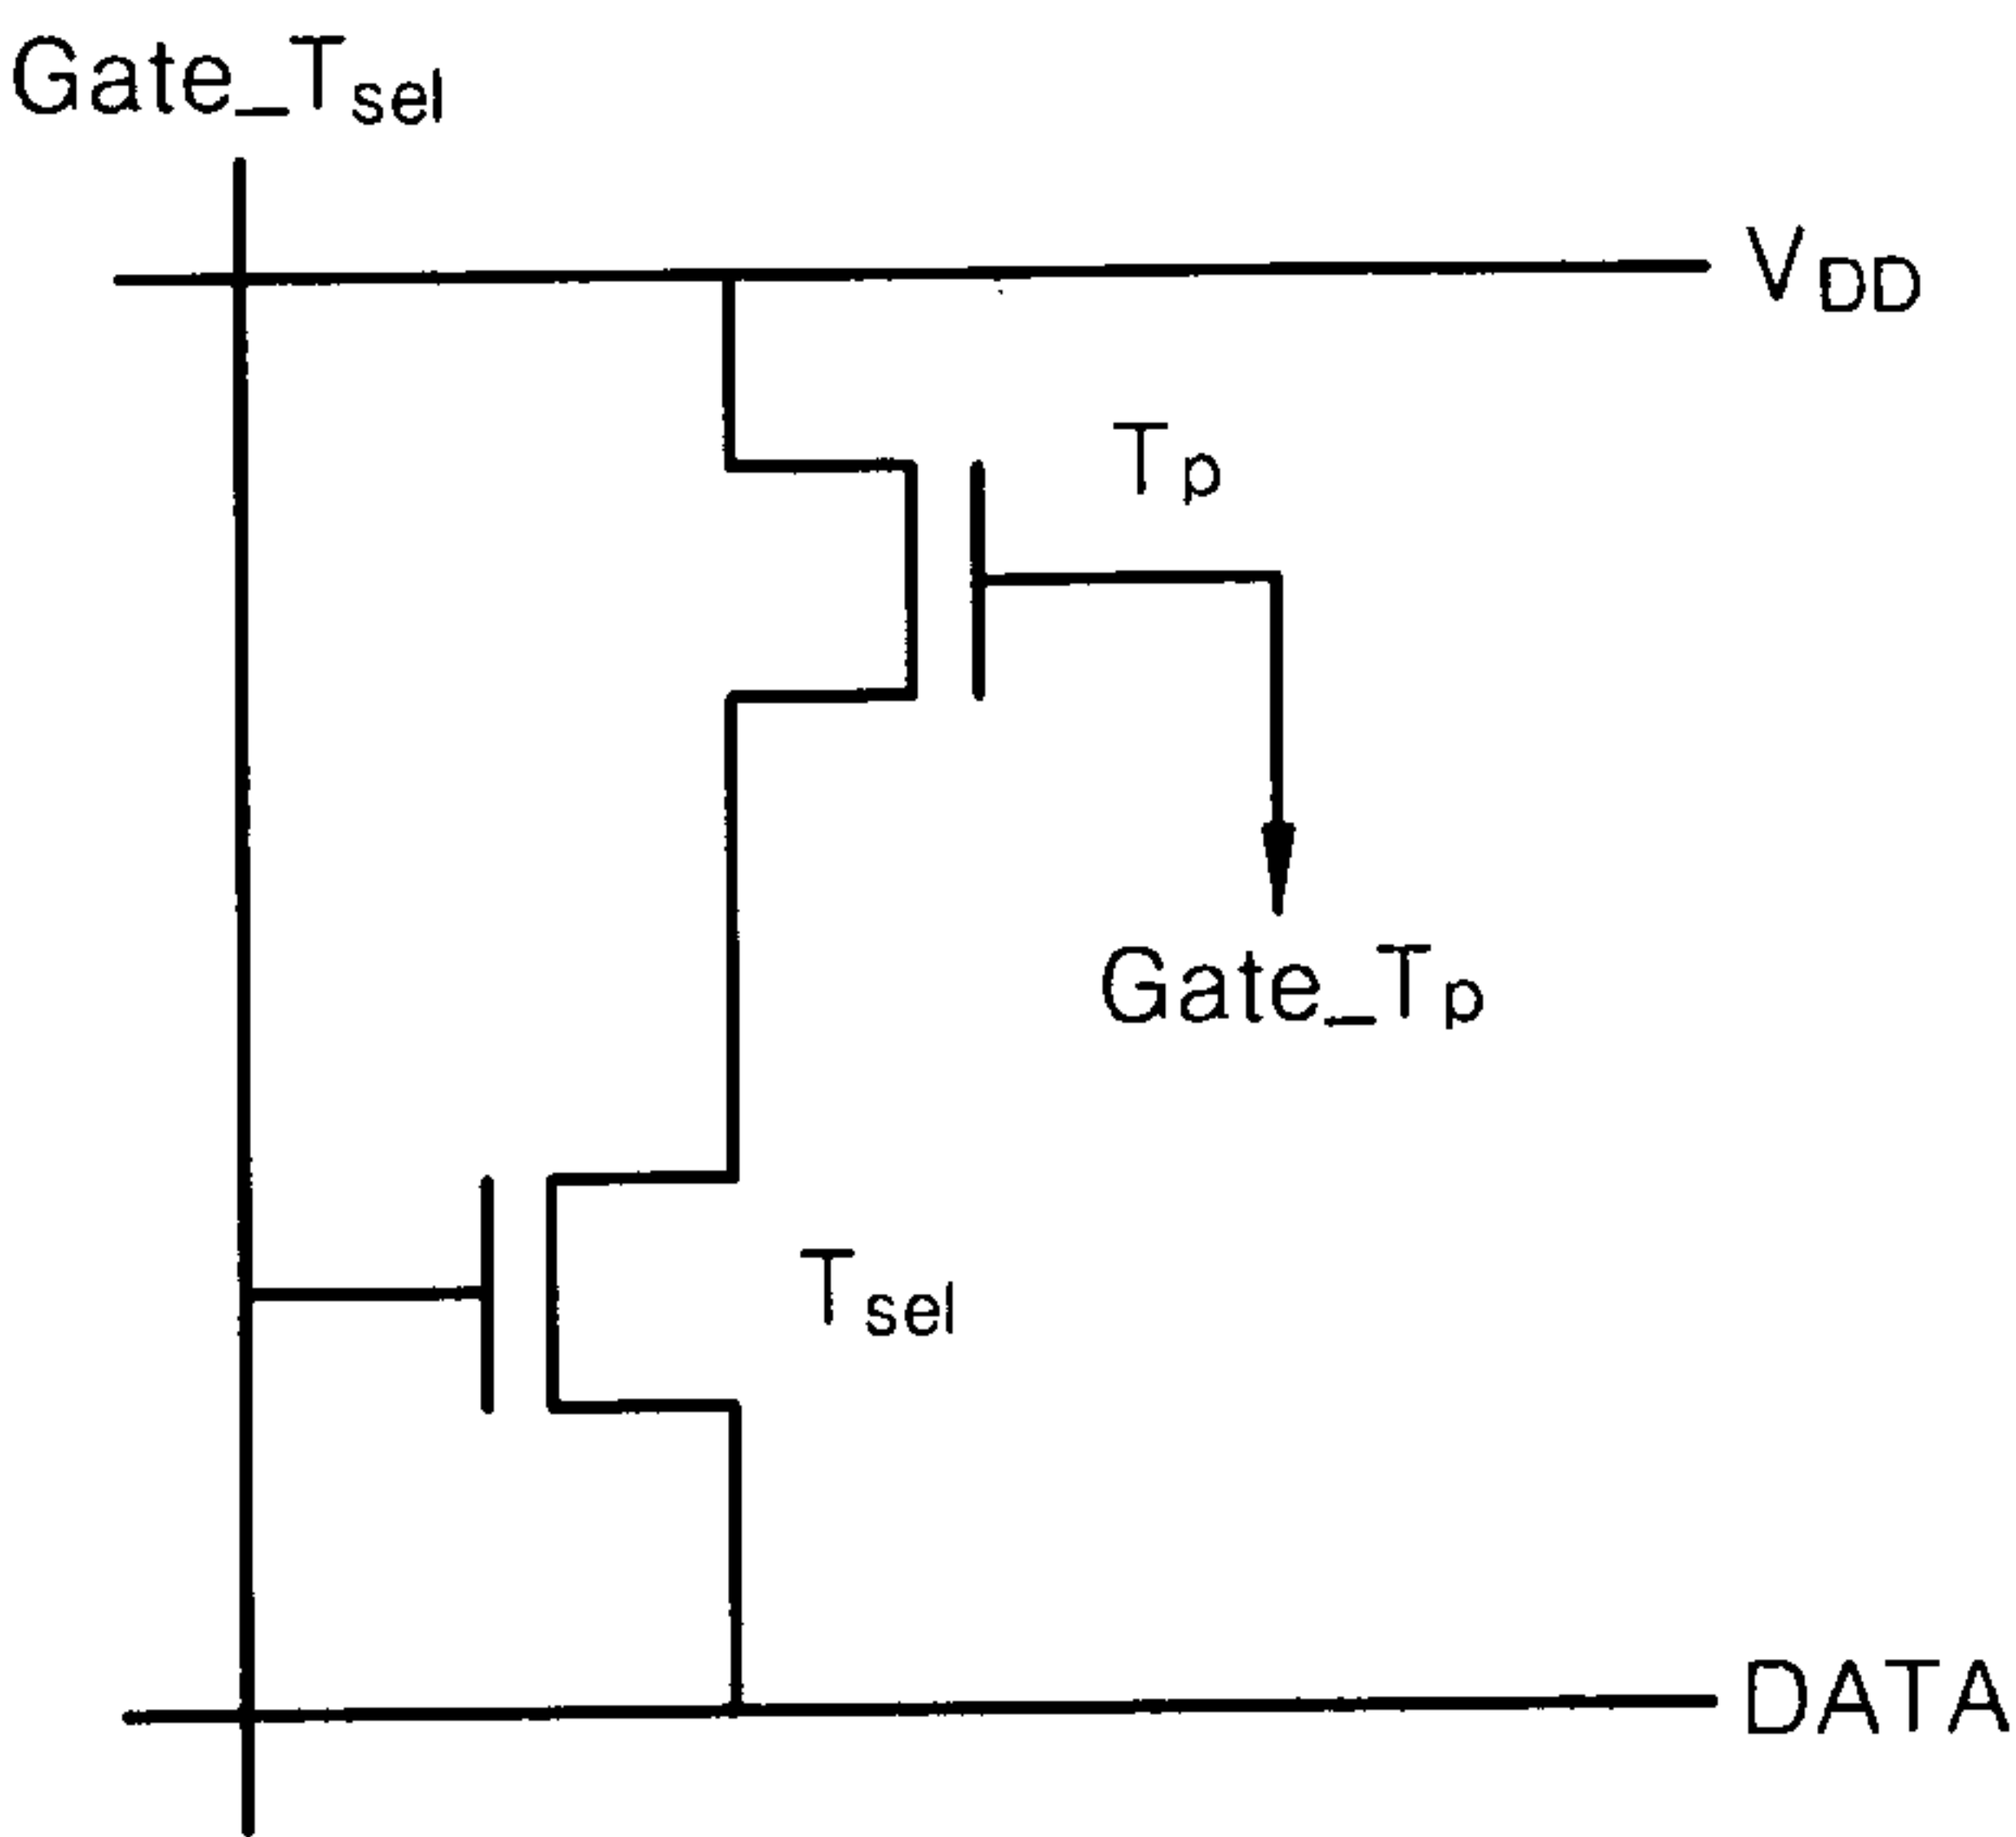 Gate_Tsel
VDD
Tp
Gate_Tp
Tsel
DATA